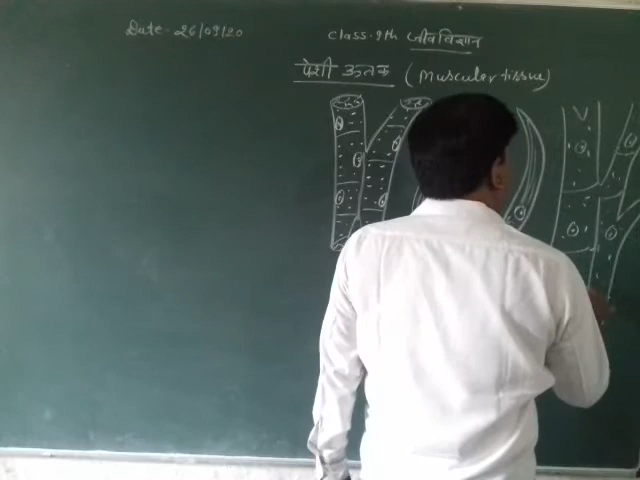 Date- 26/09/20
class-9th जीव विज्ञान
पेशी ऊतक (Muscular tissue)